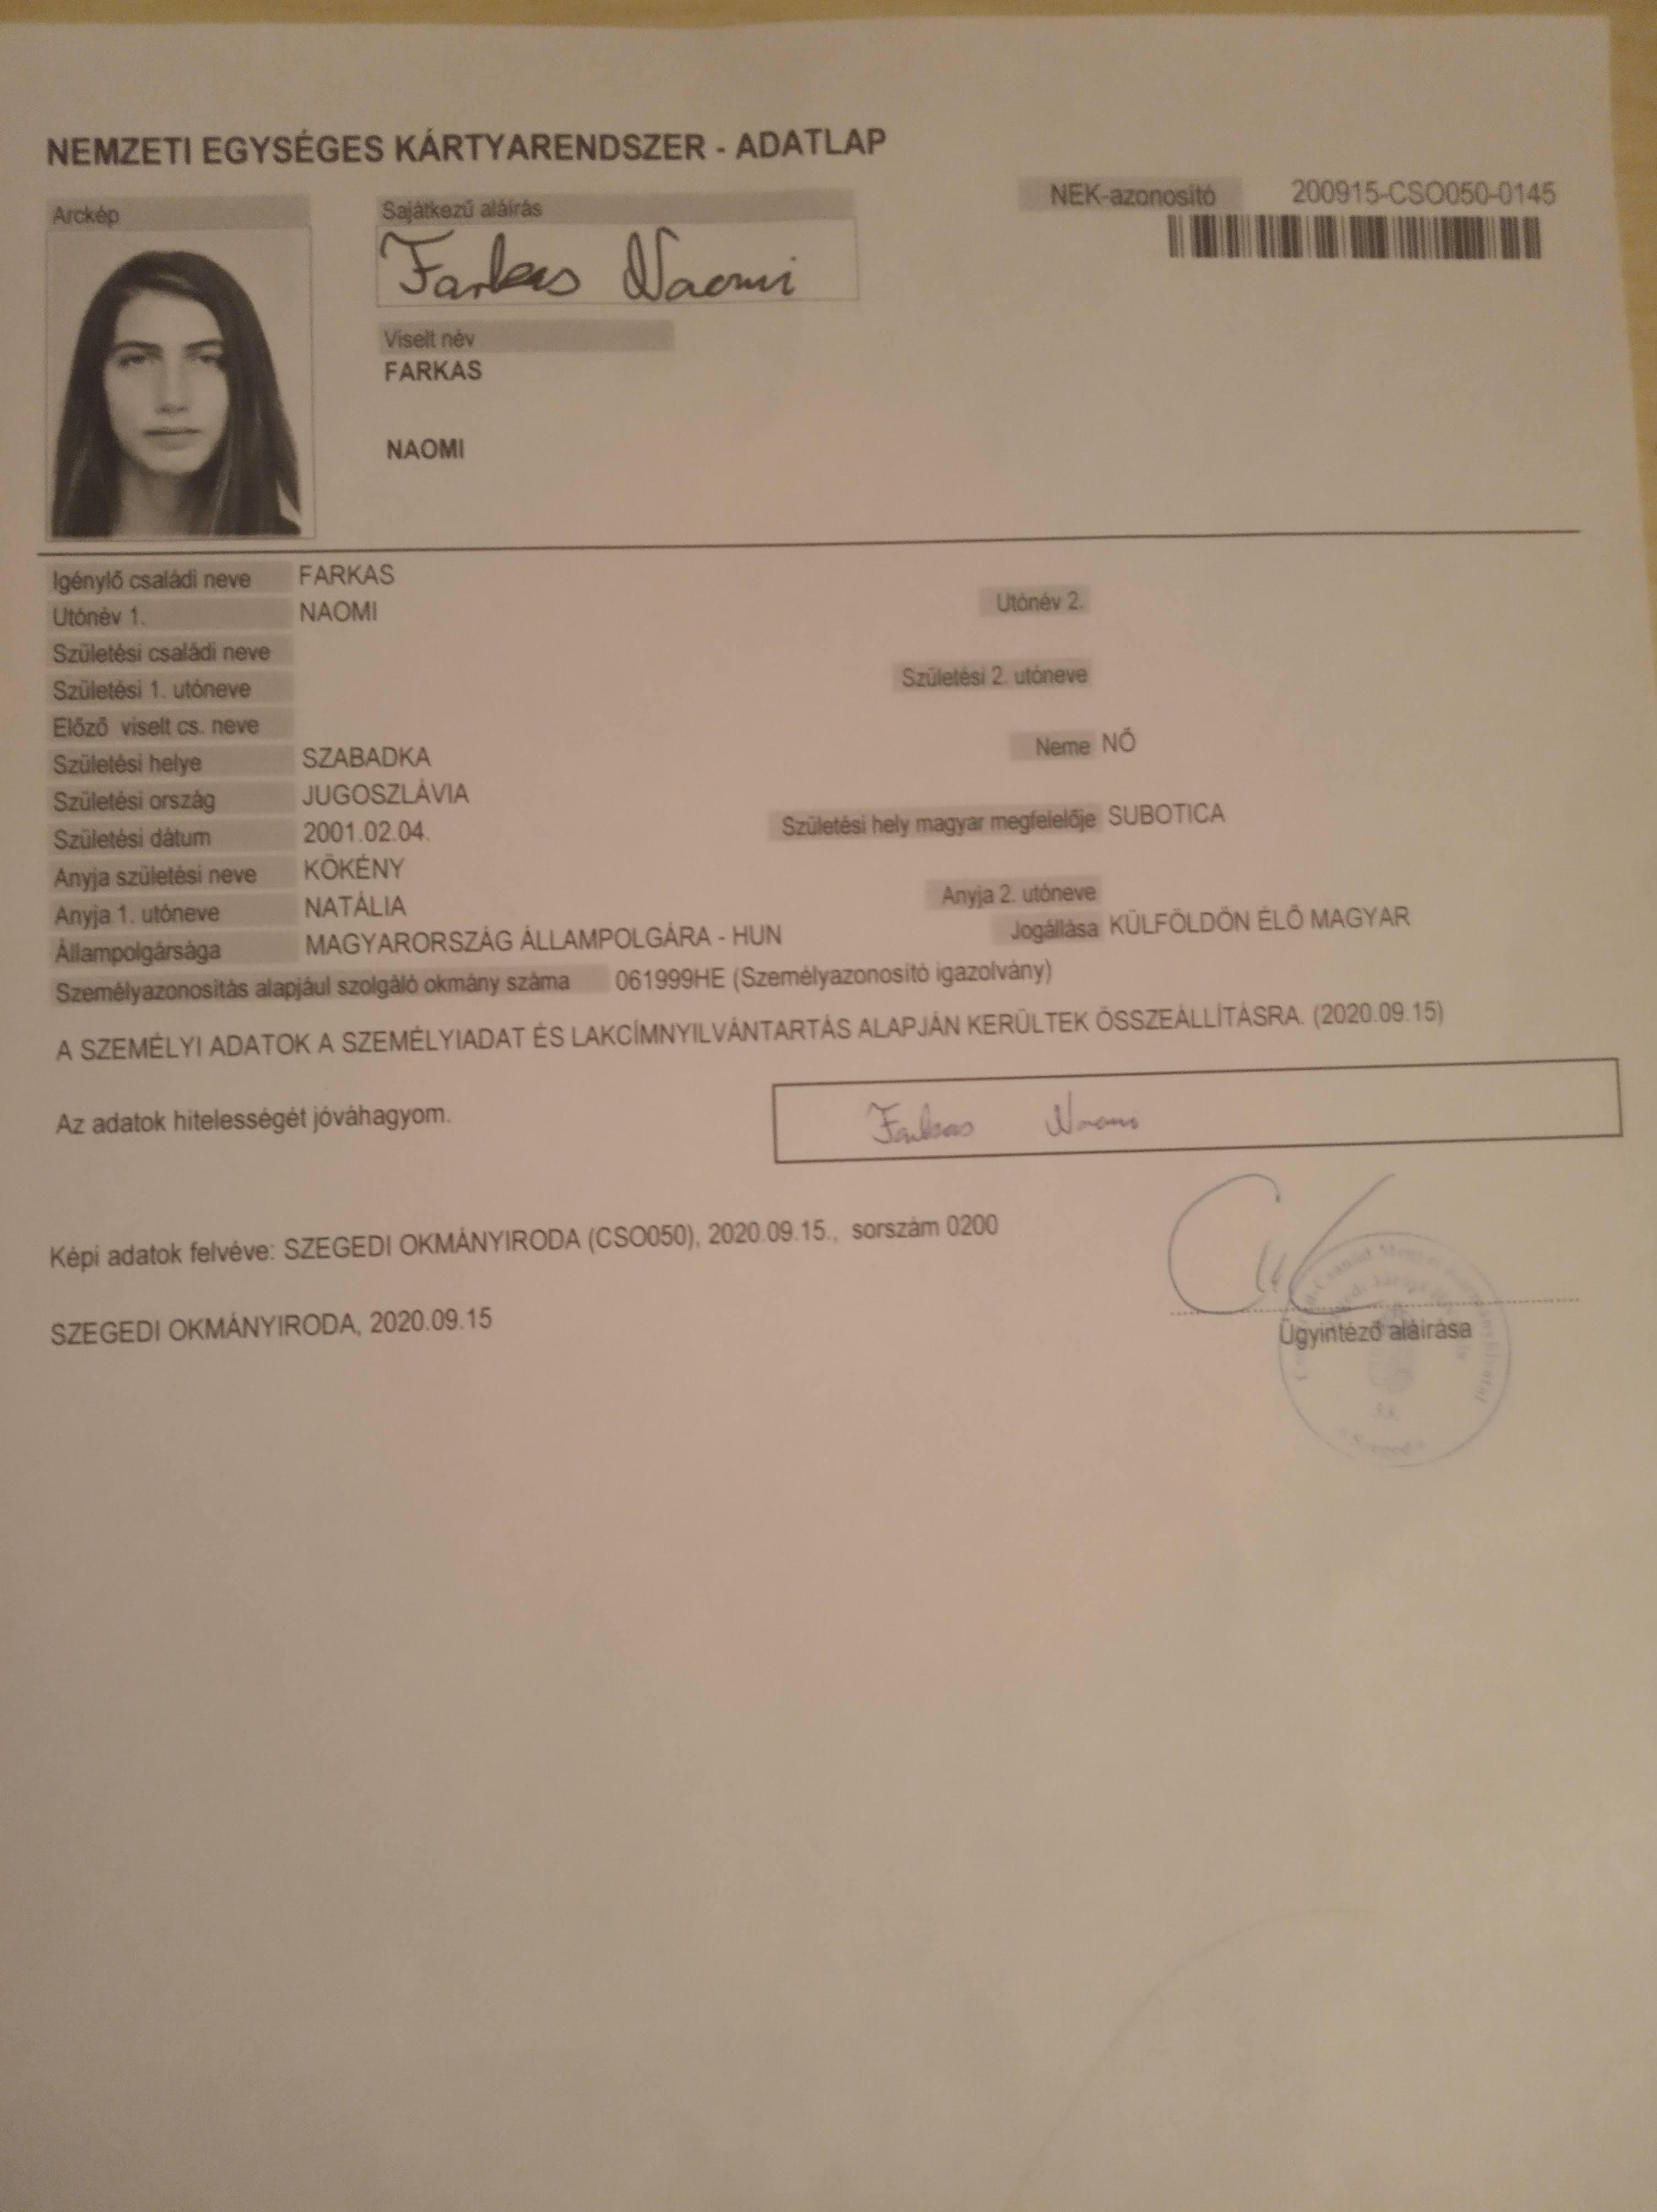 NEMZETI EGYSÉGES KÁRTYARENDSZER - ADATLAP
NEK-azonosító 200915-CSO050-0145
Arckép
Sajátkezű aláírás
Farkas Naomi
Viselt név
FARKAS
NAOMI
Igénylő családi neve FARKAS
Utónév 1. NAOMI
Utónév 2.
Születési családi neve
Születési 1. utóneve
Születési 2. utóneve
Előző viselt cs. neve
Születési helye SZABADKA
Neme NŐ
Születési ország JUGOSZLÁVIA
Születési dátum 2001.02.04.
Születési hely magyar megfelelője SUBOTICA
Anyja születési neve KÖKÉNY
Anyja 1. utóneve NATÁLIA
Anyja 2. utóneve
Állampolgársága MAGYARORSZÁG ÁLLAMPOLGÁRA - HUN
Jogállása KÜLFÖLDÖN ÉLŐ MAGYAR
Személyazonosítás alapjául szolgáló okmány száma 061999HE (Személyazonosító igazolvány)
A SZEMÉLYI ADATOK A SZEMÉLYIADAT ÉS LAKCÍMNYILVÁNTARTÁS ALAPJÁN KERÜLTEK ÖSSZEÁLLÍTÁSRA. (2020.09.15)
Az adatok hitelességét jóváhagyom.
Farkas Naomi
Képi adatok felvéve: SZEGEDI OKMÁNYIRODA (CSO050), 2020.09.15., sorszám 0200
SZEGEDI OKMÁNYIRODA, 2020.09.15
Ügyintéző aláírása